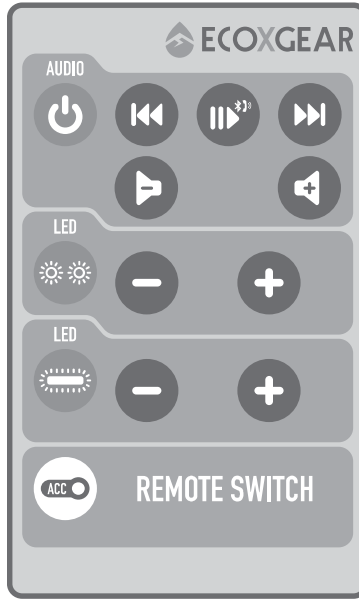 ECOXGEAR
AUDIO
LED
LED
ACC
REMOTE SWITCH